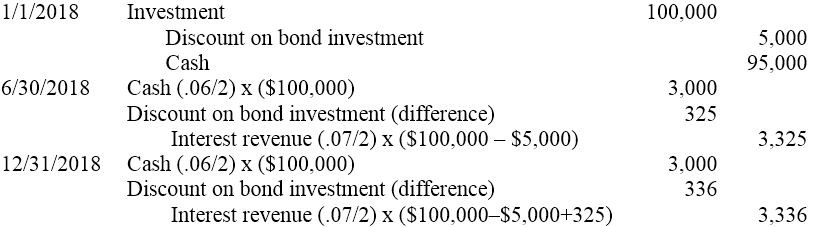 1/1/2018 Investment 100,000
Discount on bond investment 5,000
Cash 95,000
6/30/2018 Cash (.06/2) x ($100,000) 3,000
Discount on bond investment (difference) 325
Interest revenue (.07/2) x ($100,000 – $5,000) 3,325
12/31/2018 Cash (.06/2) x ($100,000) 3,000
Discount on bond investment (difference) 336
Interest revenue (.07/2) x ($100,000–$5,000+325) 3,336